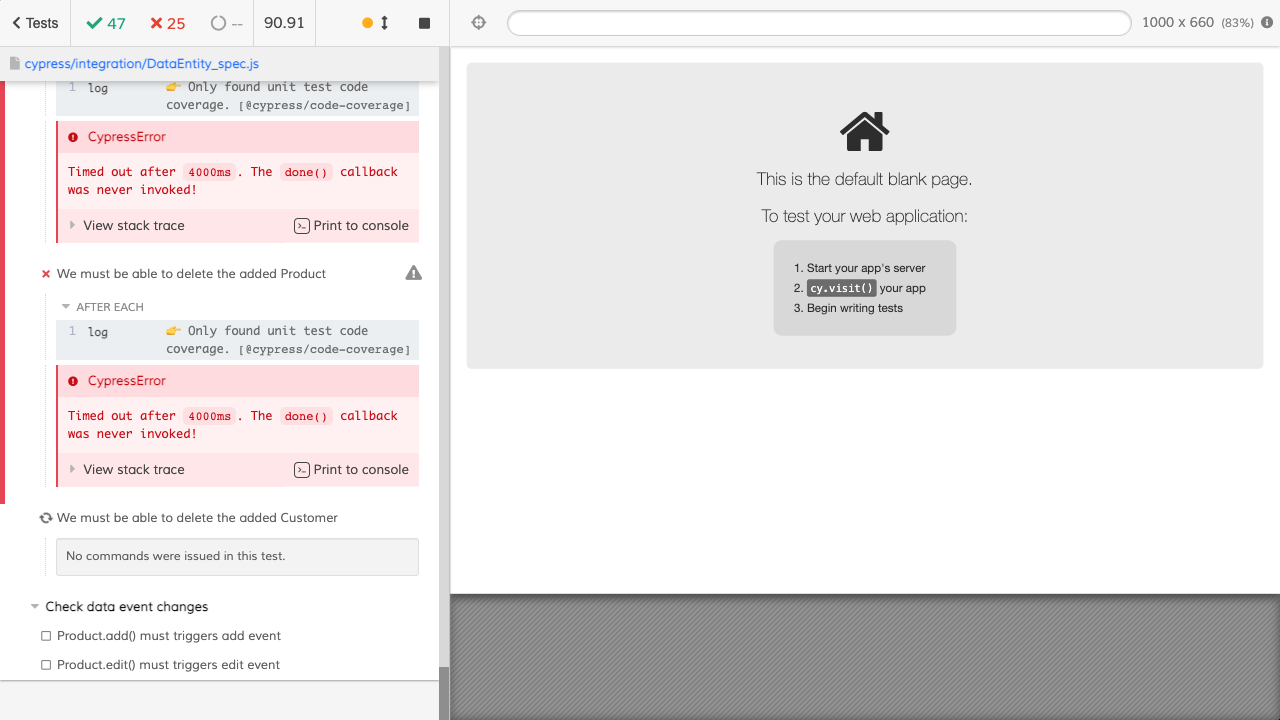 Tests
47
25
--
90.91
1000 x 660 (83%)
cypress/integration/DataEntity_spec.js
1 log 👉 Only found unit test code
coverage. [@cypress/code-coverage]
CypressError
Timed out after 4000ms. The done() callback
was never invoked!
View stack trace
Print to console
We must be able to delete the added Product
AFTER EACH
1 log 👉 Only found unit test code
coverage. [@cypress/code-coverage]
CypressError
Timed out after 4000ms. The done() callback
was never invoked!
View stack trace
Print to console
We must be able to delete the added Customer
No commands were issued in this test.
Check data event changes
Product.add() must triggers add event
Product.edit() must triggers edit event
This is the default blank page.
To test your web application:
1. Start your app's server
2. cy.visit() your app
3. Begin writing tests